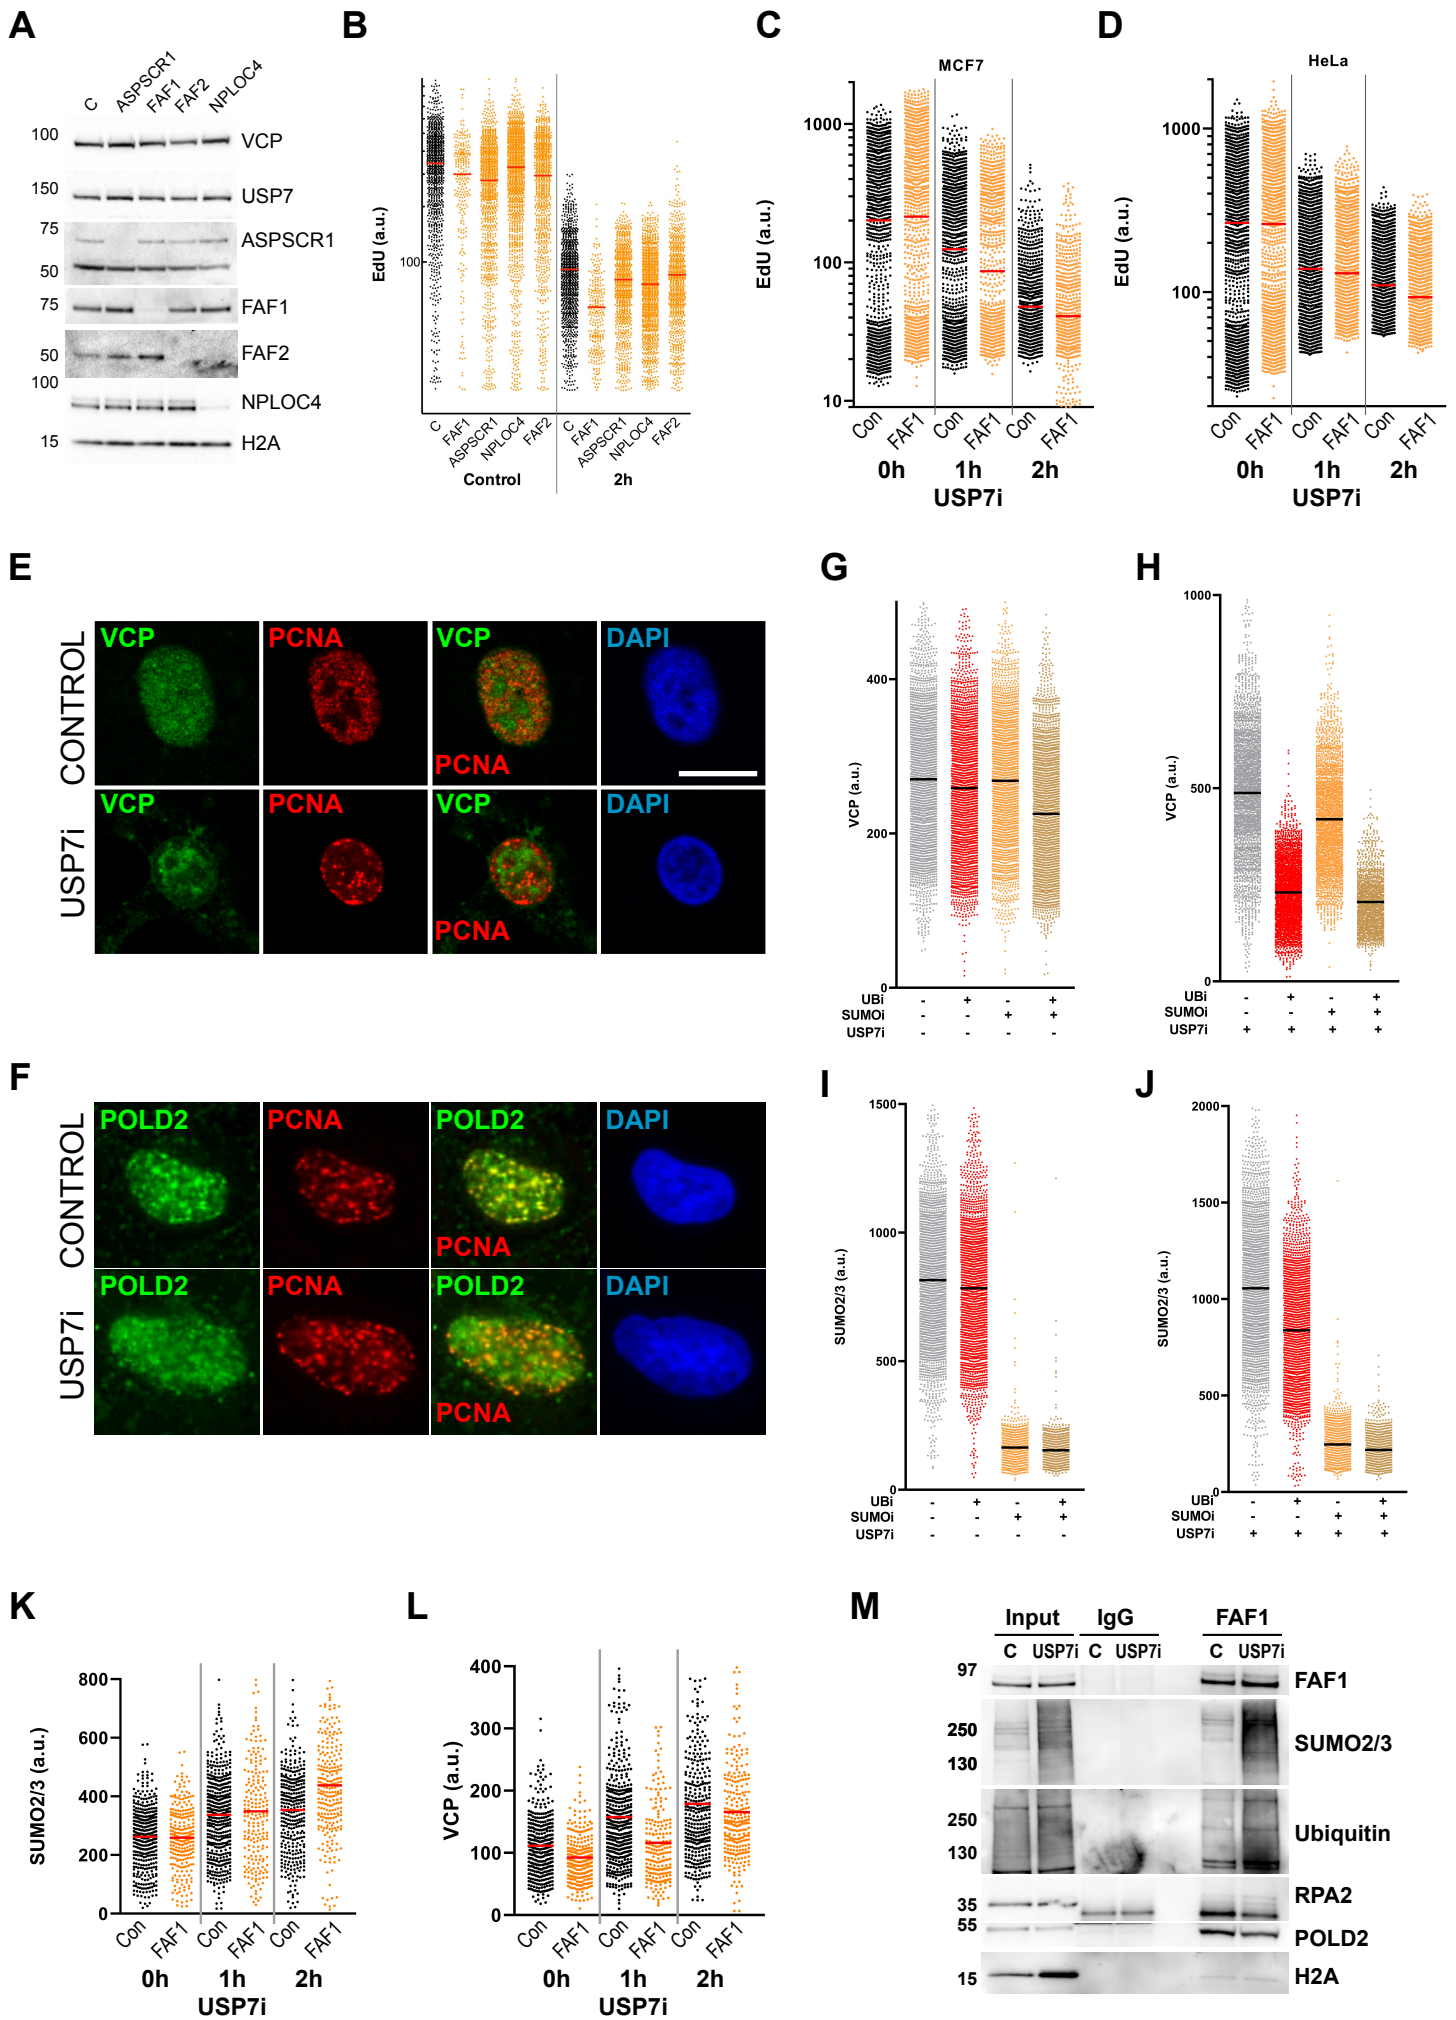 A
C
ASPSCR1
FAF1
FAF2
NPLOC4
100
VCP
150
USP7
75
ASPSCR1
50
75
FAF1
50
FAF2
100
NPLOC4
15
H2A
B
EdU (a.u.)
100
C
FAF1
ASPSCR1
NPLOC4
FAF2
C
FAF1
ASPSCR1
NPLOC4
FAF2
Control
2h
C
MCF7
EdU (a.u.)
1000
100
10
Con
FAF1
Con
FAF1
Con
FAF1
0h
1h
2h
USP7i
D
HeLa
EdU (a.u.)
1000
100
Con
FAF1
Con
FAF1
Con
FAF1
0h
1h
2h
USP7i
E
CONTROL
VCP
PCNA
VCP
PCNA
DAPI
USP7i
VCP
PCNA
VCP
PCNA
DAPI
F
CONTROL
POLD2
PCNA
POLD2
PCNA
DAPI
USP7i
POLD2
PCNA
POLD2
PCNA
DAPI
G
VCP (a.u.)
400
200
0
UBi - + - +
SUMOi - - + +
USP7i - - - -
H
VCP (a.u.)
1000
500
0
UBi - + - +
SUMOi - - + +
USP7i + + + +
I
SUMO2/3 (a.u.)
1500
1000
500
0
UBi - + - +
SUMOi - - + +
USP7i - - - -
J
SUMO2/3 (a.u.)
2000
1500
1000
500
0
UBi - + - +
SUMOi - - + +
USP7i + + + +
K
SUMO2/3 (a.u.)
800
600
400
200
0
Con
FAF1
Con
FAF1
Con
FAF1
0h
1h
2h
USP7i
L
VCP (a.u.)
400
300
200
100
0
Con
FAF1
Con
FAF1
Con
FAF1
0h
1h
2h
USP7i
M
Input
IgG
FAF1
C USP7i C USP7i C USP7i
97
FAF1
250
130
SUMO2/3
250
130
Ubiquitin
35
RPA2
55
POLD2
15
H2A